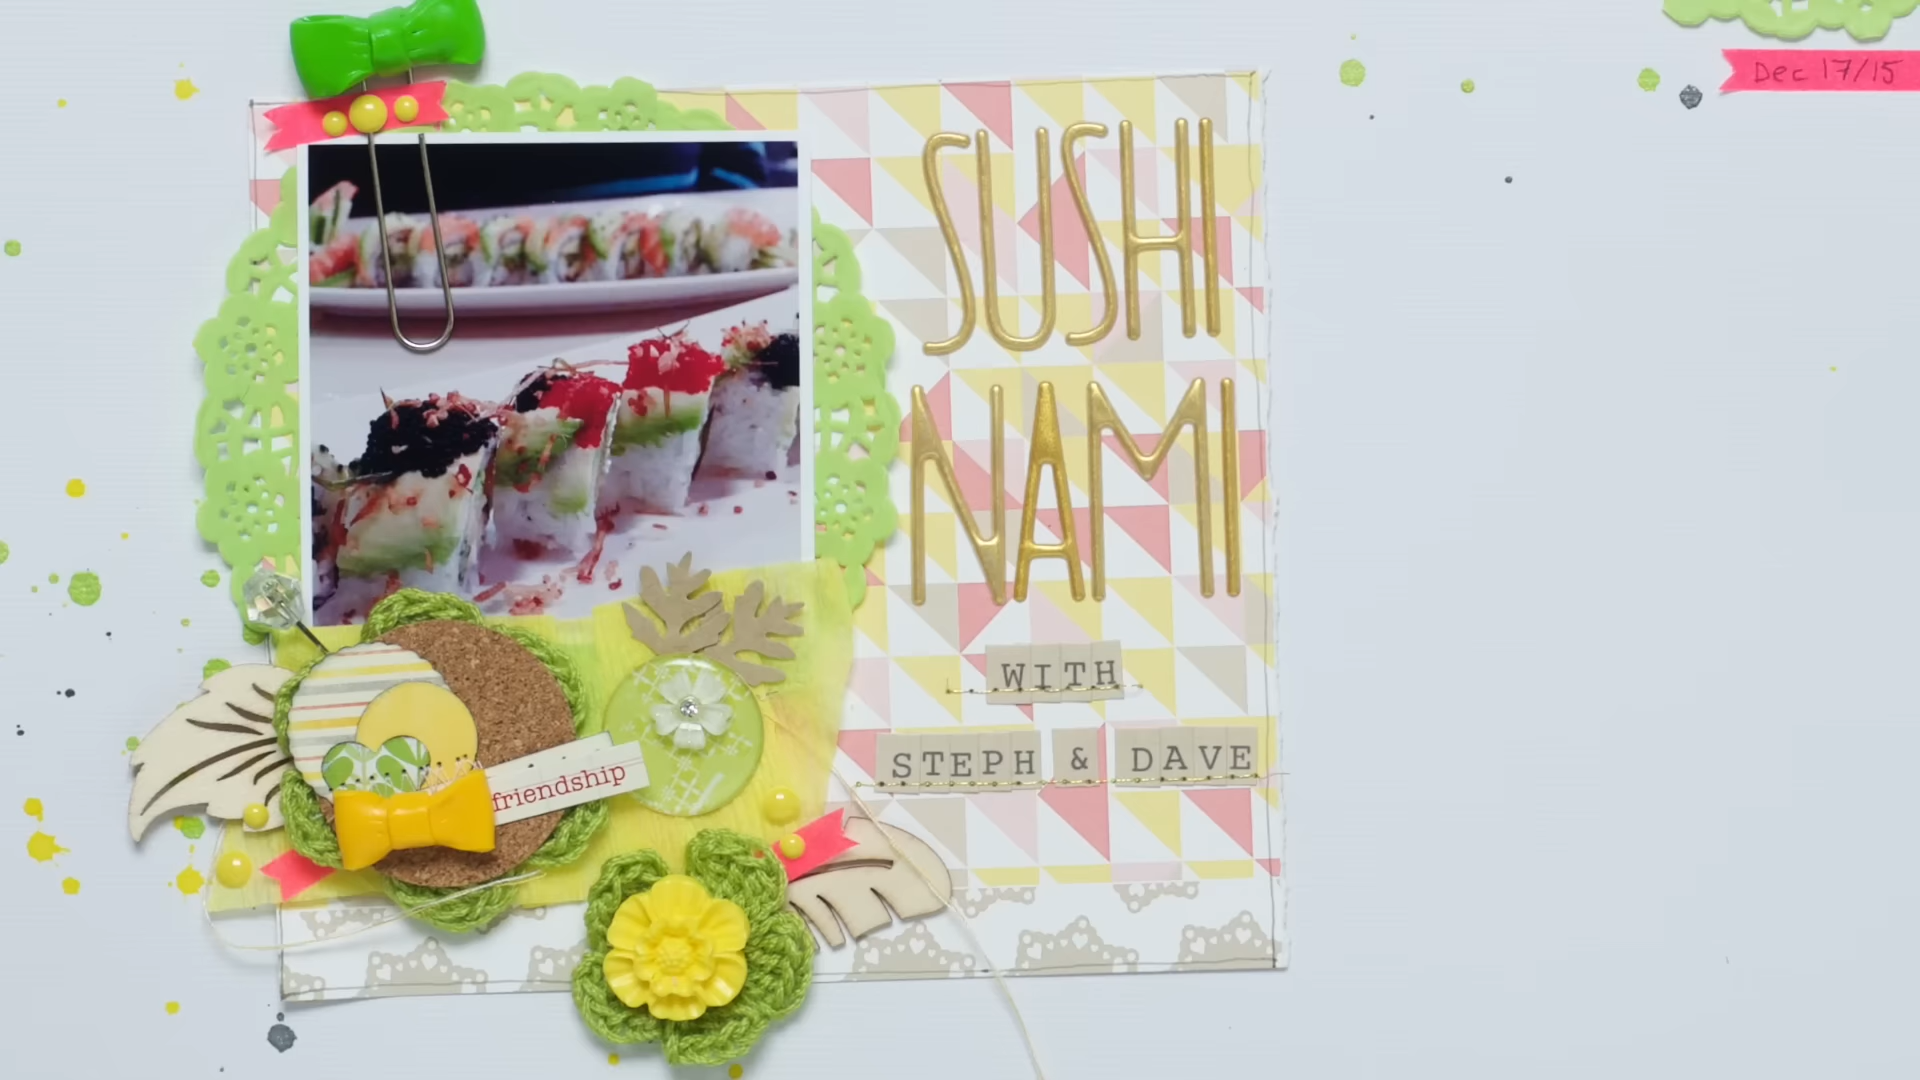 Dec 17/15
SUSHI
NAMI
WITH
STEPH & DAVE
friendship